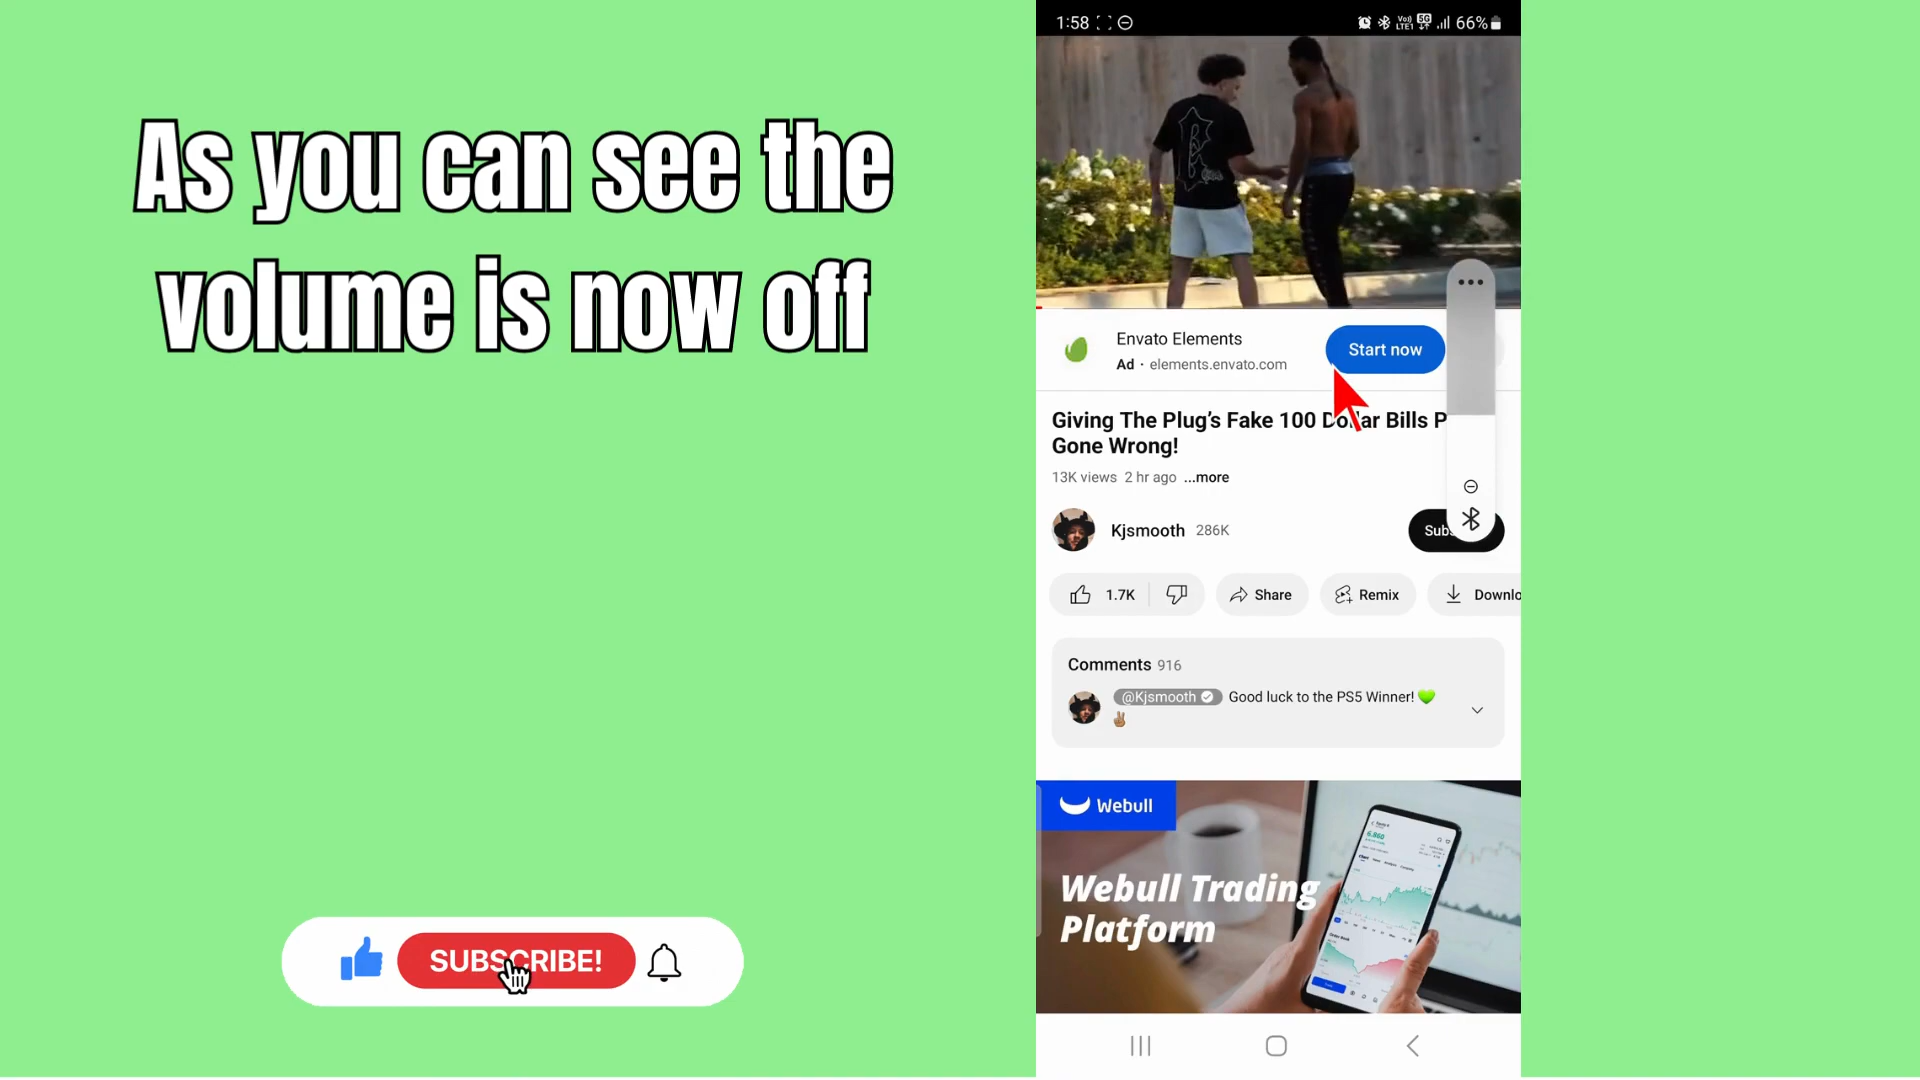 As you can see the
volume is now off
SUBSCRIBE!
1:58
66%
Envato Elements
Ad · elements.envato.com
Start now
Giving The Plug's Fake 100 Dollar Bills P
Gone Wrong!
13K views 2 hr ago ...more
Kjsmooth 286K
Sub
1.7K
Share
Remix
Downlo
Comments 916
@Kjsmooth Good luck to the PS5 Winner! 💚
✌🏽
Webull
Webull Trading
Platform